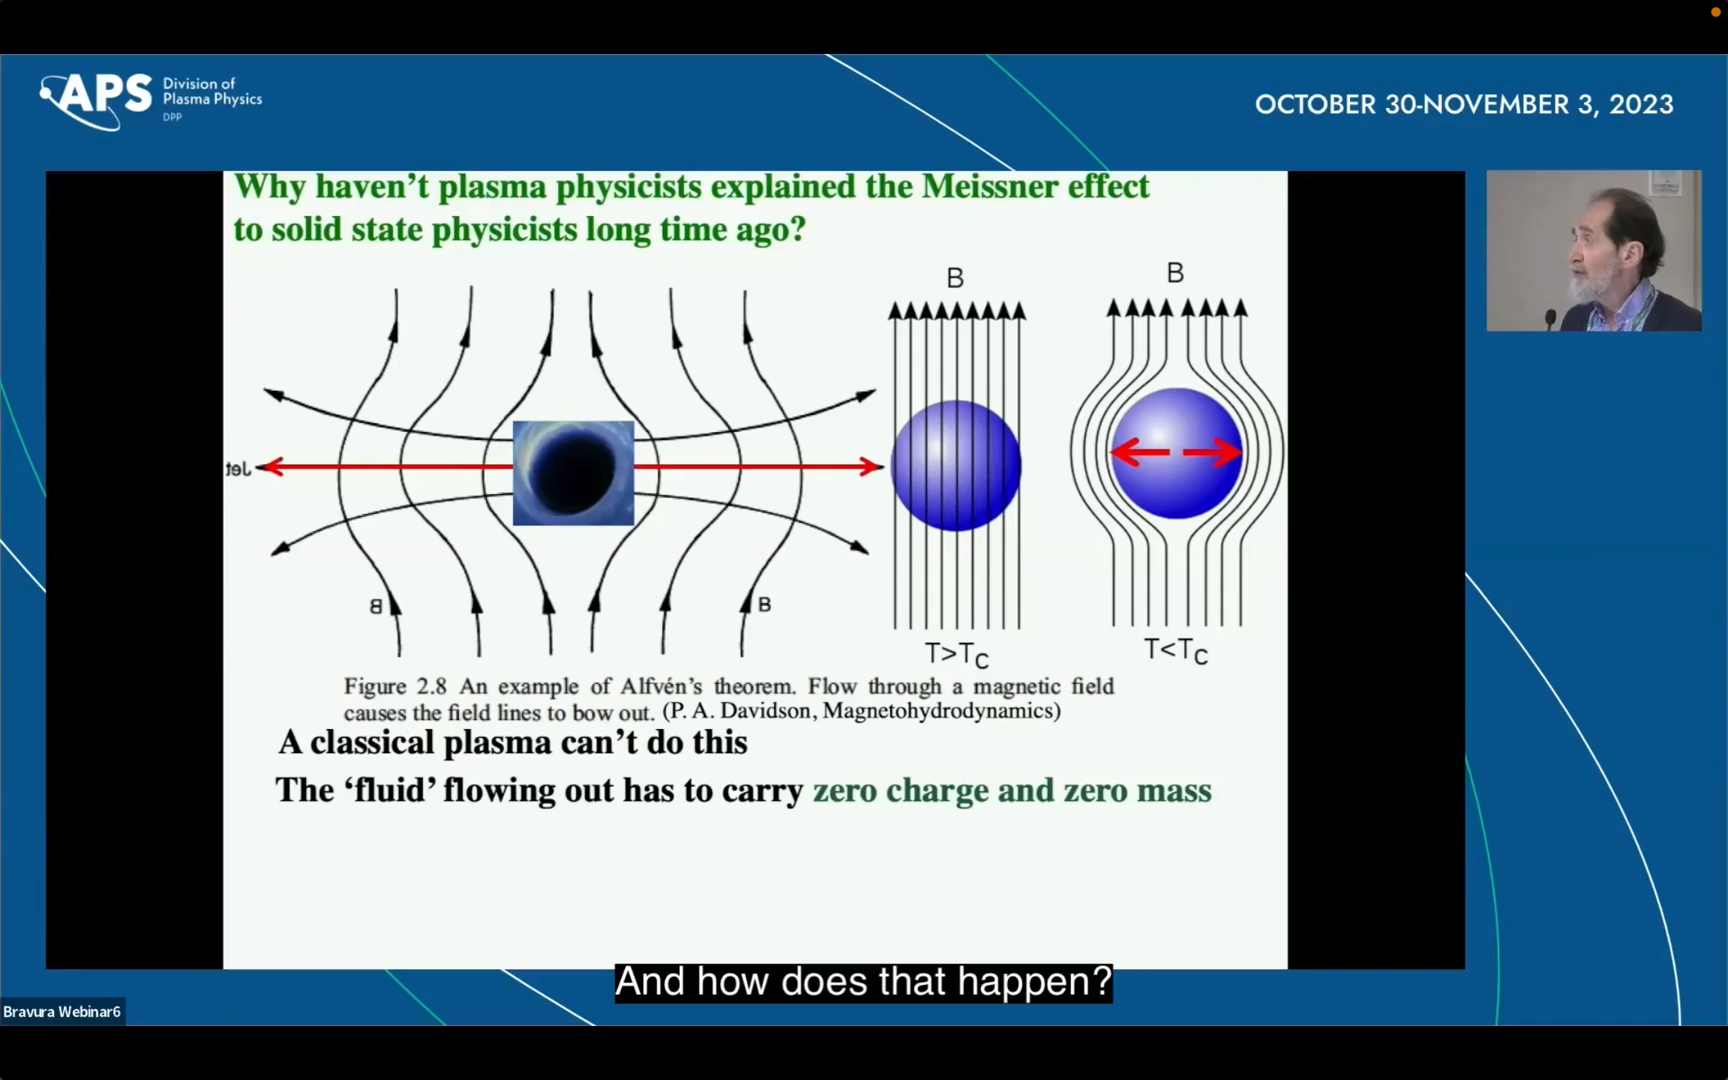 APS
Division of
Plasma Physics
DPP
OCTOBER 30-NOVEMBER 3, 2023
Why haven’t plasma physicists explained the Meissner effect
to solid state physicists long time ago?
B
B
Jet
B
B
T>TC
T<TC
Figure 2.8 An example of Alfvén’s theorem. Flow through a magnetic field
causes the field lines to bow out. (P. A. Davidson, Magnetohydrodynamics)
A classical plasma can’t do this
The ‘fluid’ flowing out has to carry zero charge and zero mass
And how does that happen?
Bravura Webinar6